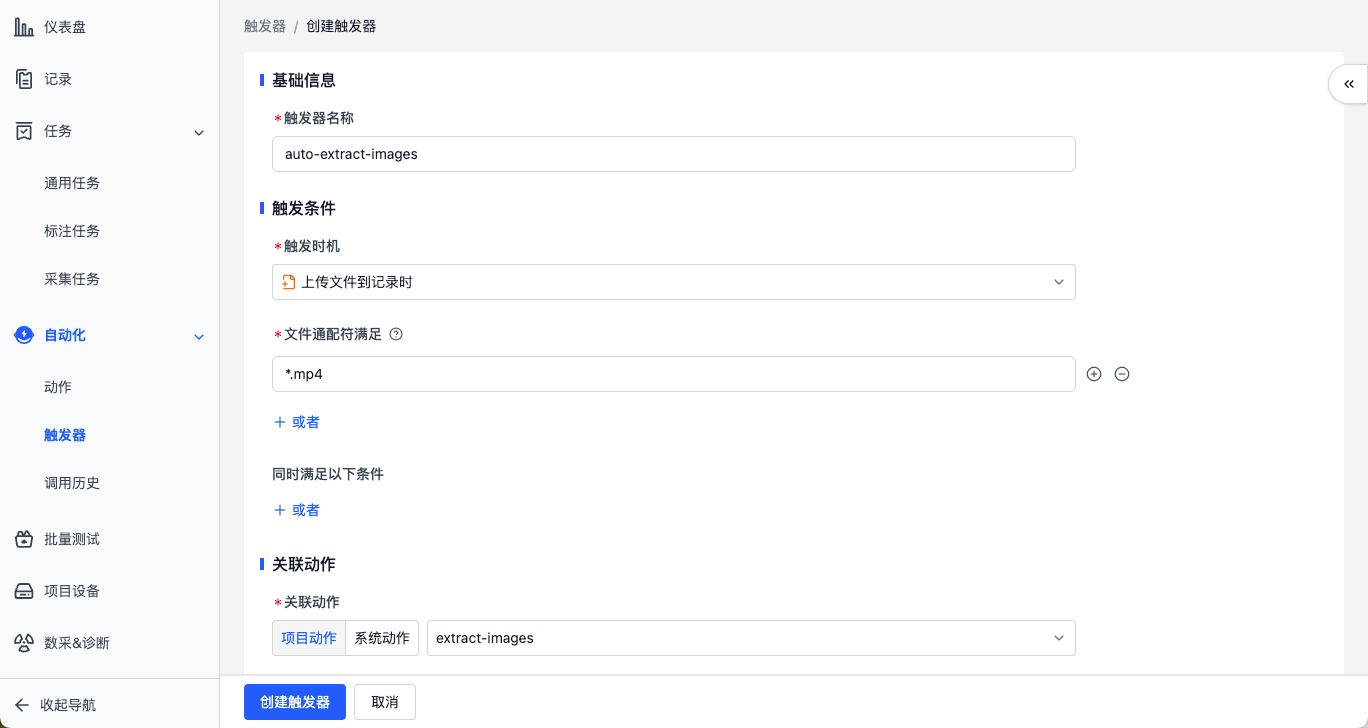 仪表盘
记录
任务
通用任务
标注任务
采集任务
自动化
动作
触发器
调用历史
批量测试
项目设备
数采&诊断
收起导航
触发器 / 创建触发器
基础信息
*触发器名称
auto-extract-images
触发条件
*触发时机
上传文件到记录时
*文件通配符满足
*.mp4
+ 或者
同时满足以下条件
+ 或者
关联动作
*关联动作
项目动作 系统动作 extract-images
创建触发器 取消